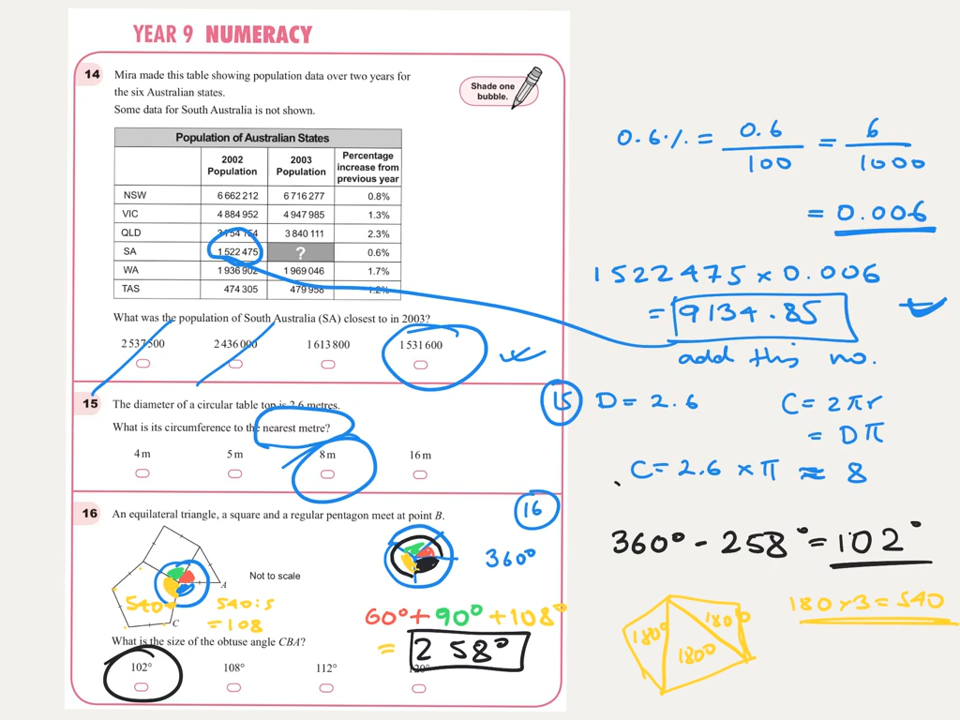 YEAR 9 NUMERACY
14 Mira made this table showing population data over two years for
the six Australian states.
Some data for South Australia is not shown.
Shade one
bubble.
Population of Australian States
2002 Population 2003 Population Percentage increase from previous year
NSW 6 662 212 6 716 277 0.8%
VIC 4 884 952 4 947 985 1.3%
QLD 3 754 154 3 840 111 2.3%
SA 1 522 475 ? 0.6%
WA 1 936 902 1 969 046 1.7%
TAS 474 305 479 958 1.2%
What was the population of South Australia (SA) closest to in 2003?
2 537 500 2 436 000 1 613 800 1 531 600
15 The diameter of a circular table top is 2.6 metres.
What is its circumference to the nearest metre?
4 m 5 m 8 m 16 m
16 An equilateral triangle, a square and a regular pentagon meet at point B.
A
Not to scale
C
What is the size of the obtuse angle CBA?
102° 108° 112° 120°
0.6% = 0.6/100 = 6/1000
= 0.006
1522475 x 0.006
= 9134.85
add this no.
15 D = 2.6 C = 2πr
= Dπ
C = 2.6 x π ≈ 8
16
360°
540°
540:5
= 108
60° + 90° + 108°
= 258°
360° - 258° = 102°
180 x 3 = 540
180° 180° 180°